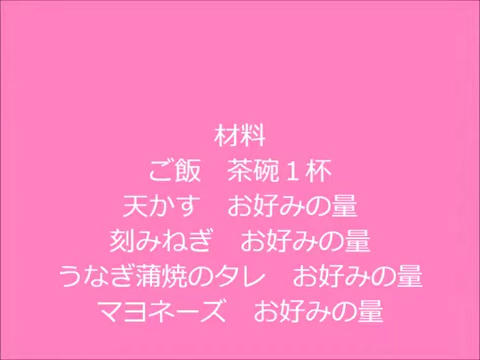 材料
ご飯　茶碗１杯
天かす　お好みの量
刻みねぎ　お好みの量
うなぎ蒲焼のタレ　お好みの量
マヨネーズ　お好みの量